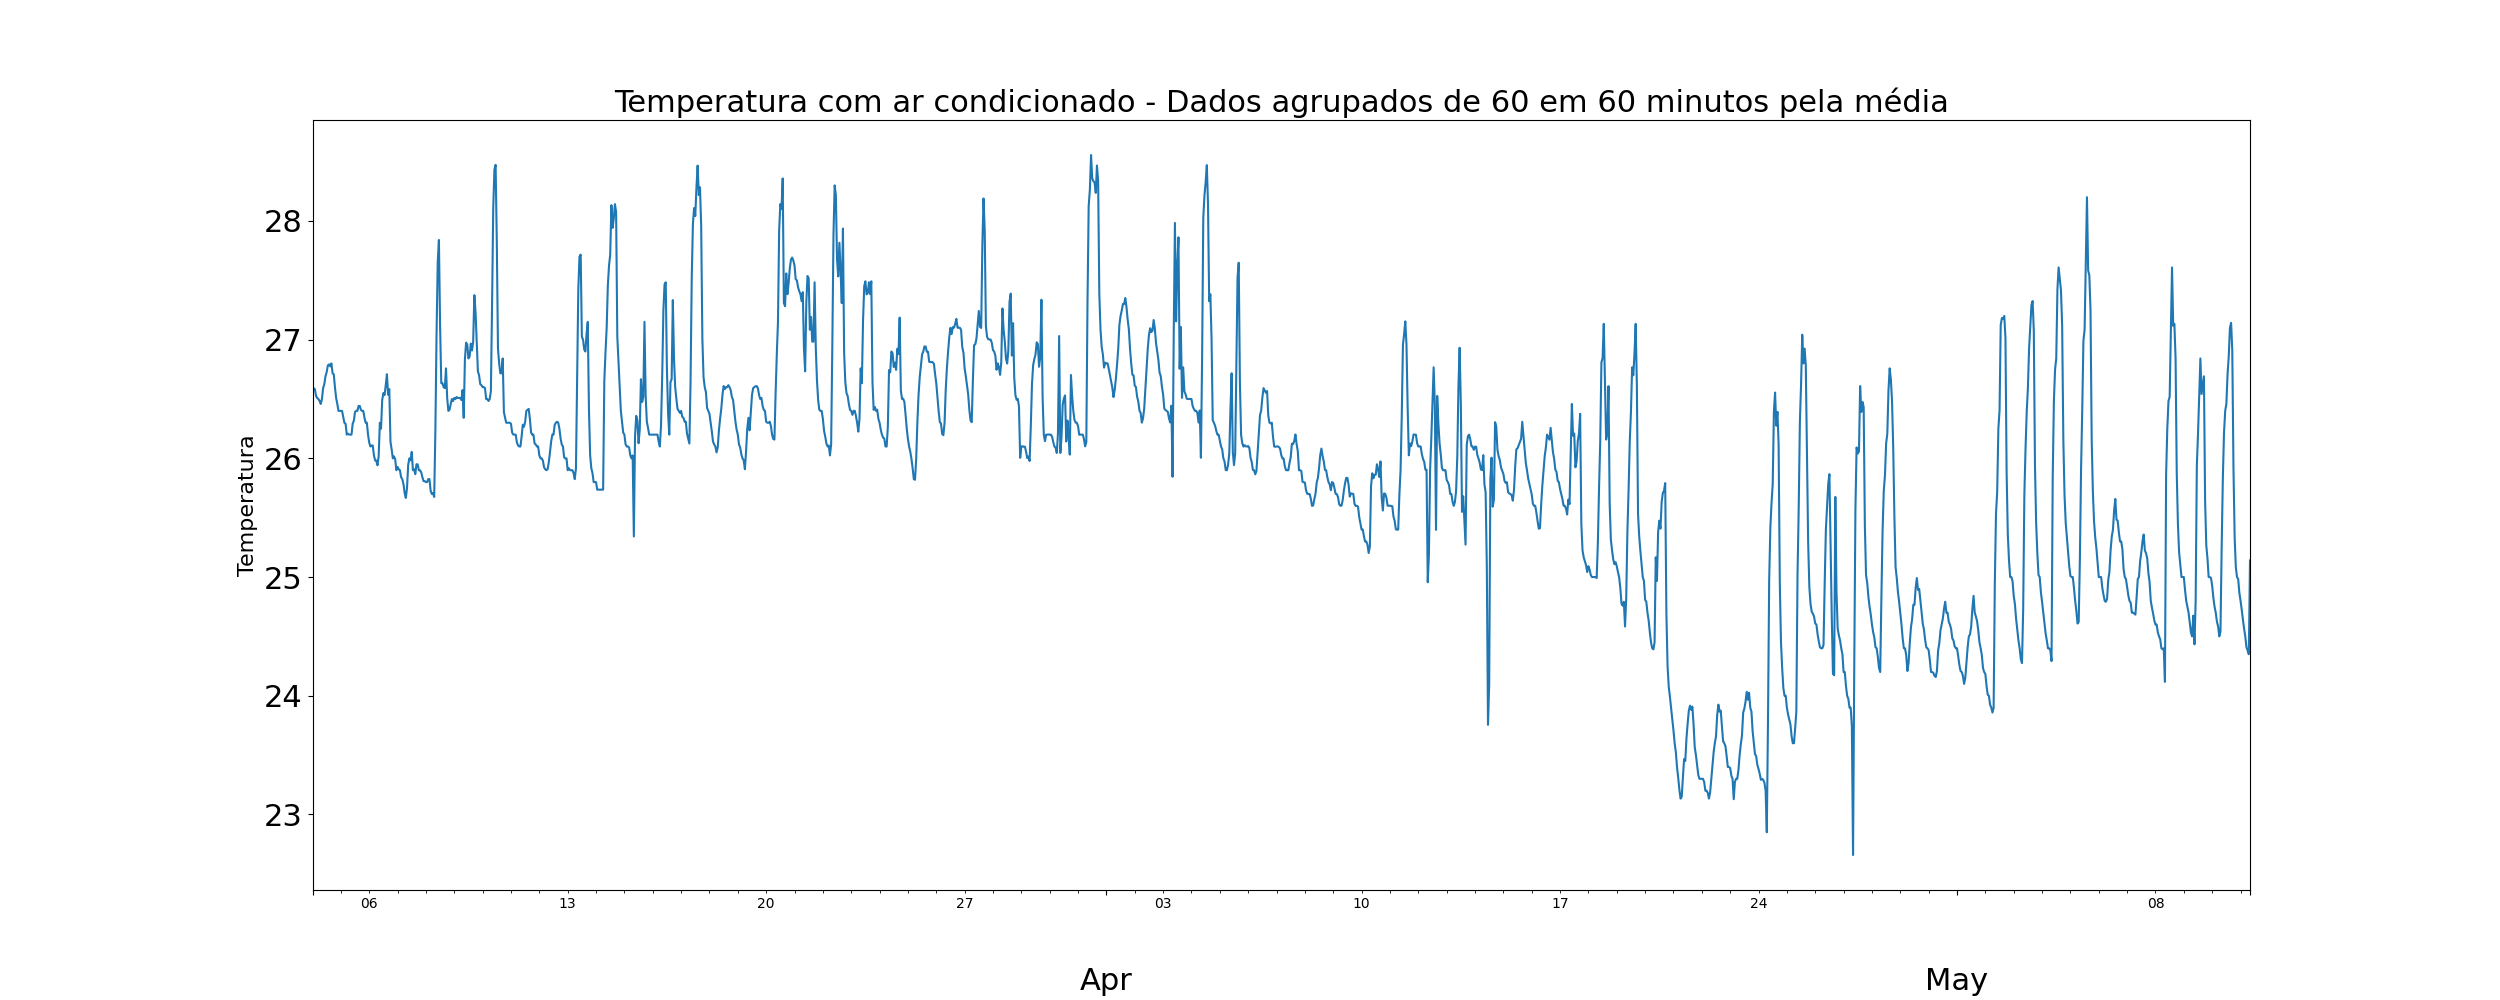 Temperatura com ar condicionado - Dados agrupados de 60 em 60 minutos pela média
28
27
26
25
24
23
Temperatura
06 13 20 27 03 10 17 24 08
Apr May